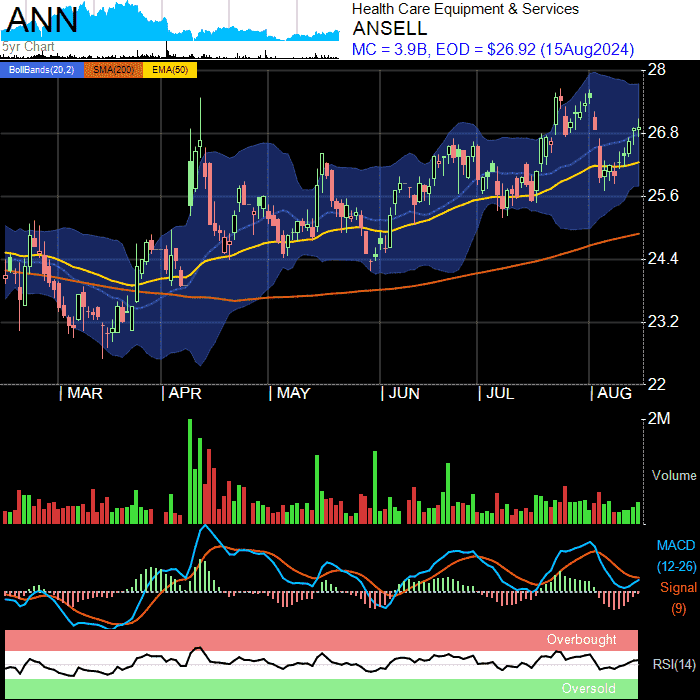 ANN
5yr Chart
Health Care Equipment & Services
ANSELL
MC = 3.9B, EOD = $26.92 (15Aug2024)
BollBands(20,2) SMA(200) EMA(50)
28
26.8
25.6
24.4
23.2
22
MAR APR MAY JUN JUL AUG
2M
Volume
MACD
(12-26)
Signal
(9)
Overbought
RSI(14)
Oversold